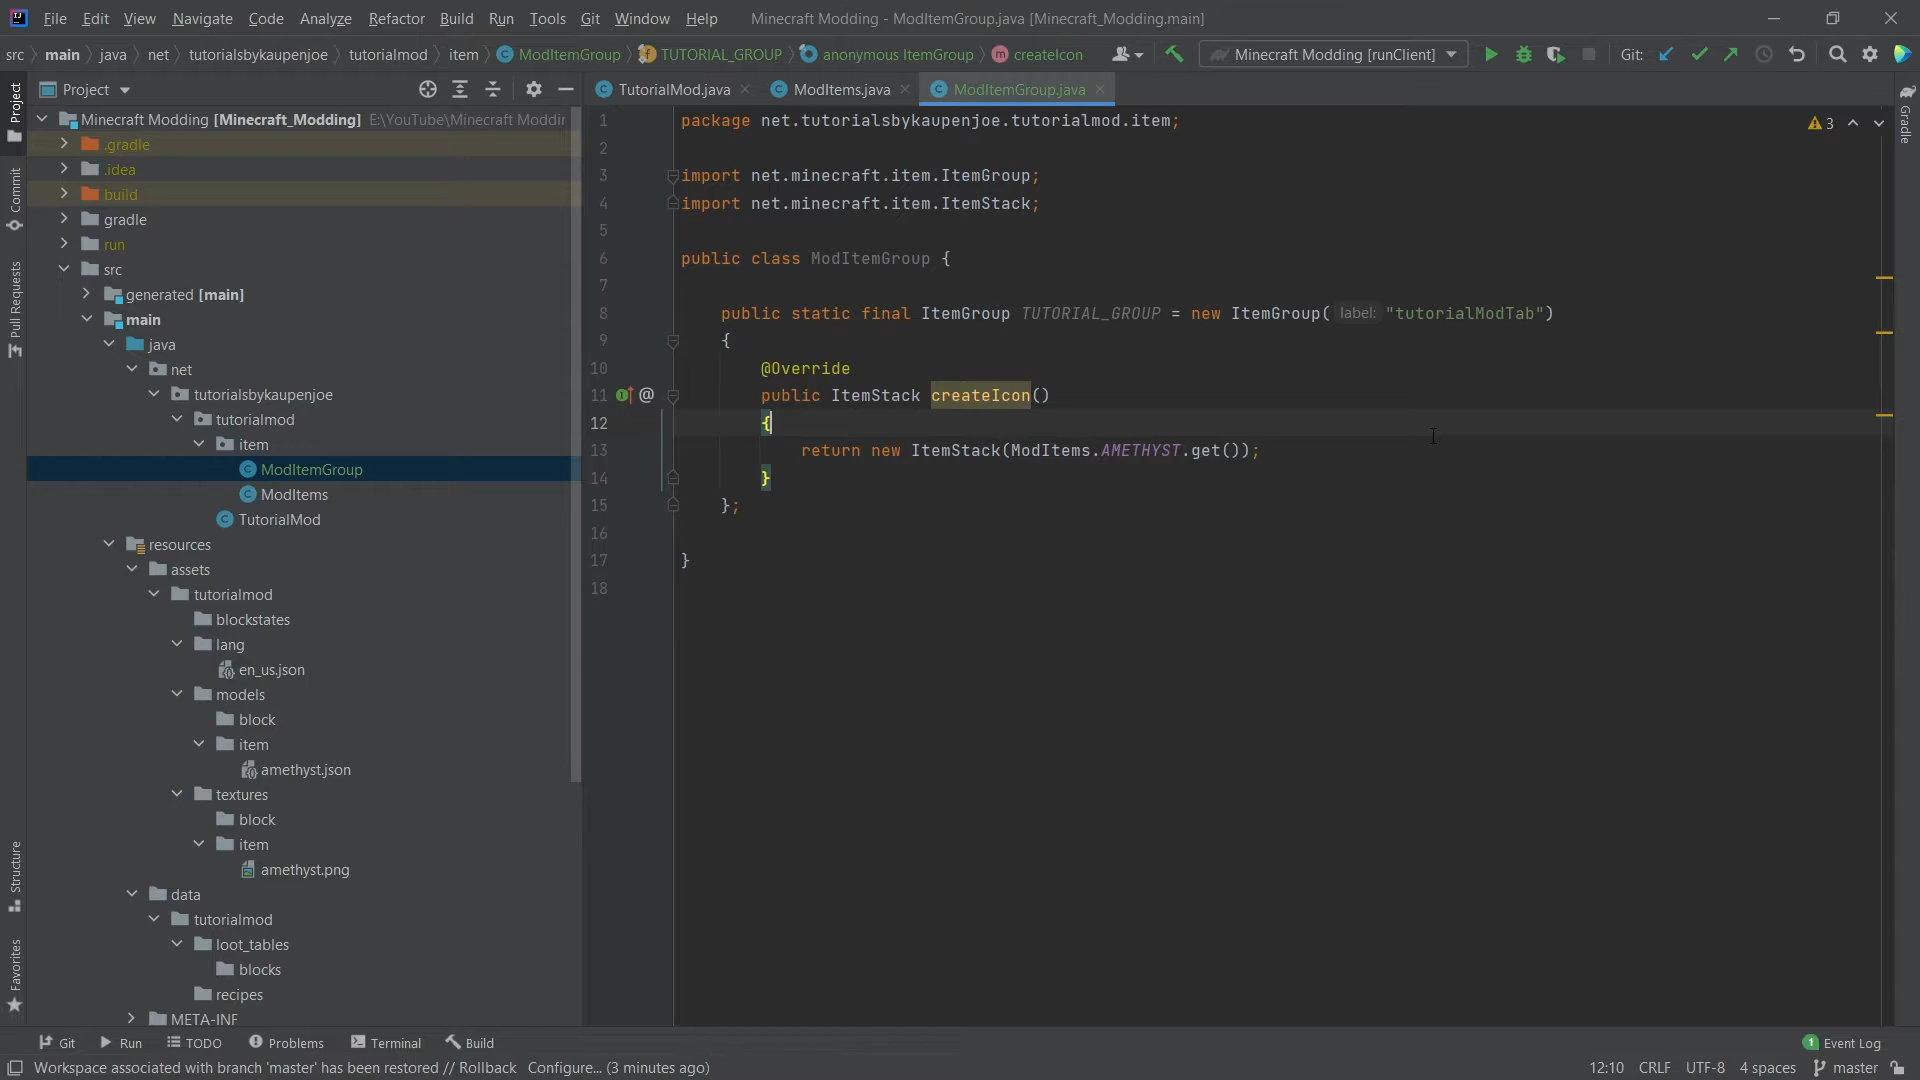 File Edit View Navigate Code Analyze Refactor Build Run Tools Git Window Help Minecraft Modding - ModItemGroup.java [Minecraft_Modding.main]
src main java net tutorialsbykaupenjoe tutorialmod item ModItemGroup TUTORIAL_GROUP anonymous ItemGroup createIcon Minecraft Modding [runClient] Git:
Project TutorialMod.java ModItems.java ModItemGroup.java
Minecraft Modding [Minecraft_Modding] E:\YouTube\Minecraft Moddin
.gradle
.idea
build
gradle
run
src
generated [main]
main
java
net
tutorialsbykaupenjoe
tutorialmod
item
ModItemGroup
ModItems
TutorialMod
resources
assets
tutorialmod
blockstates
lang
en_us.json
models
block
item
amethyst.json
textures
block
item
amethyst.png
data
tutorialmod
loot_tables
blocks
recipes
META-INF
Project
Commit
Pull Requests
Structure
Favorites
1 package net.tutorialsbykaupenjoe.tutorialmod.item;
2
3 import net.minecraft.item.ItemGroup;
4 import net.minecraft.item.ItemStack;
5
6 public class ModItemGroup {
7
8 public static final ItemGroup TUTORIAL_GROUP = new ItemGroup( label: "tutorialModTab")
9 {
10 @Override
11 public ItemStack createIcon()
12 {
13 return new ItemStack(ModItems.AMETHYST.get());
14 }
15 };
16
17 }
18
3
Gradle
Git Run TODO Problems Terminal Build 1 Event Log
Workspace associated with branch 'master' has been restored // Rollback Configure... (3 minutes ago) 12:10 CRLF UTF-8 4 spaces master